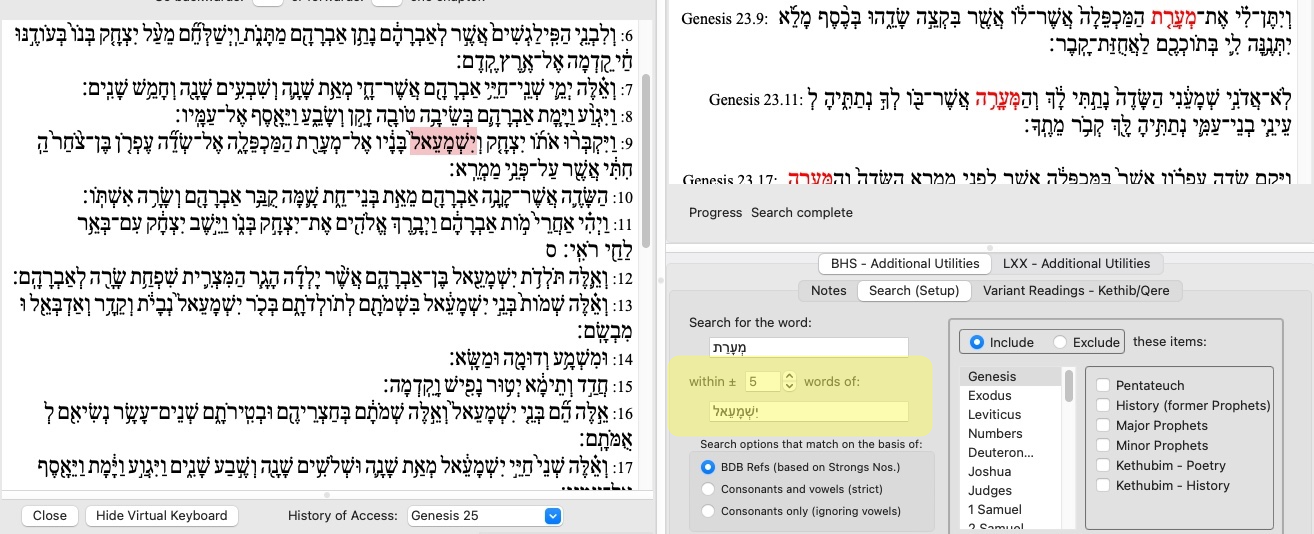 6: וְלִבְנֵ֤י הַפִּֽילַגְשִׁים֙ אֲשֶׁ֣ר לְאַבְרָהָ֔ם נָתַ֥ן אַבְרָהָ֖ם מַתָּנֹ֑ת וַֽיְשַׁלְּחֵ֞ם מֵעַ֨ל יִצְחָ֤ק בְּנוֹ֙ בְּעוֹדֶ֣נּוּ
חַ֔י קֵ֖דְמָה אֶל־אֶ֥רֶץ קֶֽדֶם׃
7: וְאֵ֗לֶּה יְמֵ֛י שְׁנֵֽי־חַיֵּ֥י אַבְרָהָ֖ם אֲשֶׁר־חָ֑י מְאַ֥ת שָׁנָ֛ה וְשִׁבְעִ֥ים שָׁנָ֖ה וְחָמֵ֥שׁ שָׁנִֽים׃
8: וַיִּגְוַ֨ע וַיָּ֧מָת אַבְרָהָ֛ם בְּשֵׂיבָ֥ה טוֹבָ֖ה זָקֵ֣ן וְשָׂבֵ֑עַ וַיֵּאָ֖סֶף אֶל־עַמָּֽיו׃
9: וַיִּקְבְּר֨וּ אֹת֜וֹ יִצְחָ֤ק וְיִשְׁמָעֵאל֙ בָּנָ֔יו אֶל־מְעָרַ֖ת הַמַּכְפֵּלָ֑ה אֶל־שְׂדֵ֞ה עֶפְרֹ֤ן בֶּן־צֹ֙חַר֙ הַֽ
חִתִּ֔י אֲשֶׁ֖ר עַל־פְּנֵ֥י מַמְרֵֽא׃
10: הַשָּׂדֶ֛ה אֲשֶׁר־קָנָ֥ה אַבְרָהָ֖ם מֵאֵ֣ת בְּנֵי־חֵ֑ת שָׁ֛מָּה קֻבַּ֥ר אַבְרָהָ֖ם וְשָׂרָ֥ה אִשְׁתּֽוֹ׃
11: וַיְהִ֗י אַחֲרֵי֙ מ֣וֹת אַבְרָהָ֔ם וַיְבָ֥רֶךְ אֱלֹהִ֖ים אֶת־יִצְחָ֣ק בְּנ֑וֹ וַיֵּ֣שֶׁב יִצְחָ֔ק עִם־בְּאֵ֥ר
לַחַ֖י רֹאִֽי׃ ס
12: וְאֵ֛לֶּה תֹּלְדֹ֥ת יִשְׁמָעֵ֖אל בֶּן־אַבְרָהָ֑ם אֲשֶׁ֨ר יָלְדָ֜ה הָגָ֧ר הַמִּצְרִ֛ית שִׁפְחַ֥ת שָׂרָ֖ה לְאַבְרָהָֽם׃
13: וְאֵ֗לֶּה שְׁמוֹת֙ בְּנֵ֣י יִשְׁמָעֵ֔אל בִּשְׁמֹתָ֖ם לְתוֹלְדֹתָ֑ם בְּכֹ֤ר יִשְׁמָעֵאל֙ נְבָיֹ֔ת וְקֵדָ֥ר וְאַדְבְּאֵ֖ל וּ
מִבְשָֽׂם׃
14: וּמִשְׁמָ֥ע וְדוּמָ֖ה וּמַשָּֽׂא׃
15: חֲדַ֣ד וְתֵימָ֔א יְט֥וּר נָפִ֖ישׁ וָקֵֽדְמָה׃
16: אֵ֣לֶּה הֵ֞ם בְּנֵ֤י יִשְׁמָעֵאל֙ וְאֵ֣לֶּה שְׁמֹתָ֔ם בְּחַצְרֵיהֶ֖ם וּבְטִֽירֹתָ֑ם שְׁנֵים־עָשָׂ֥ר נְשִׂיאִ֖ם לְ
אֻמֹּתָֽם׃
17: וְאֵ֗לֶּה שְׁנֵי֙ חַיֵּ֣י יִשְׁמָעֵ֔אל מְאַ֥ת שָׁנָ֛ה וּשְׁלֹשִׁ֥ים שָׁנָ֖ה וְשֶׁ֣בַע שָׁנִ֑ים וַיִּגְוַ֣ע וַיָּ֔מָת וַיֵּאָ֖סֶף
Close
Hide Virtual Keyboard
History of Access:
Genesis 25
Genesis 23.9: וְיִתֶּן־לִ֗י אֶת־מְעָרַ֤ת הַמַּכְפֵּלָה֙ אֲשֶׁר־ל֔וֹ אֲשֶׁ֖ר בִּקְצֵ֣ה שָׂדֵ֑הוּ בְּכֶ֨סֶף מָלֵ֜א
יִתְּנֶ֥נָּה לִ֛י בְּתוֹכְכֶ֖ם לַאֲחֻזַּת־קָֽבֶר׃
Genesis 23.11: לֹֽא־אֲדֹנִ֣י שְׁמָעֵ֔נִי הַשָּׂדֶה֙ נָתַ֣תִּי לָ֔ךְ וְהַמְּעָרָ֥ה אֲשֶׁר־בּ֖וֹ לְךָ֣ נְתַתִּ֑יהָ לְ
עֵינֵ֧י בְנֵי־עַמִּ֛י נְתַתִּ֥יהָ לָּ֖ךְ קְבֹ֥ר מֵתֶֽךָ׃
Genesis 23.17: וַיָּ֣קָם שְׂדֵ֣ה עֶפְר֗וֹן אֲשֶׁר֙ בַּמַּכְפֵּלָ֔ה אֲשֶׁ֖ר לִפְנֵ֣י מַמְרֵ֑א הַשָּׂדֶה֙ וְהַמְּעָרָ֣ה
Progress Search complete
BHS - Additional Utilities
LXX - Additional Utilities
Notes
Search (Setup)
Variant Readings - Kethib/Qere
Search for the word:
מְעָרַת
within ± 5 words of:
יִשְׁמָעֵאל
Search options that match on the basis of:
BDB Refs (based on Strongs Nos.)
Consonants and vowels (strict)
Consonants only (ignoring vowels)
Include
Exclude
these items:
Genesis
Exodus
Leviticus
Numbers
Deuteron...
Joshua
Judges
1 Samuel
2 Samuel
Pentateuch
History (former Prophets)
Major Prophets
Minor Prophets
Kethubim - Poetry
Kethubim - History